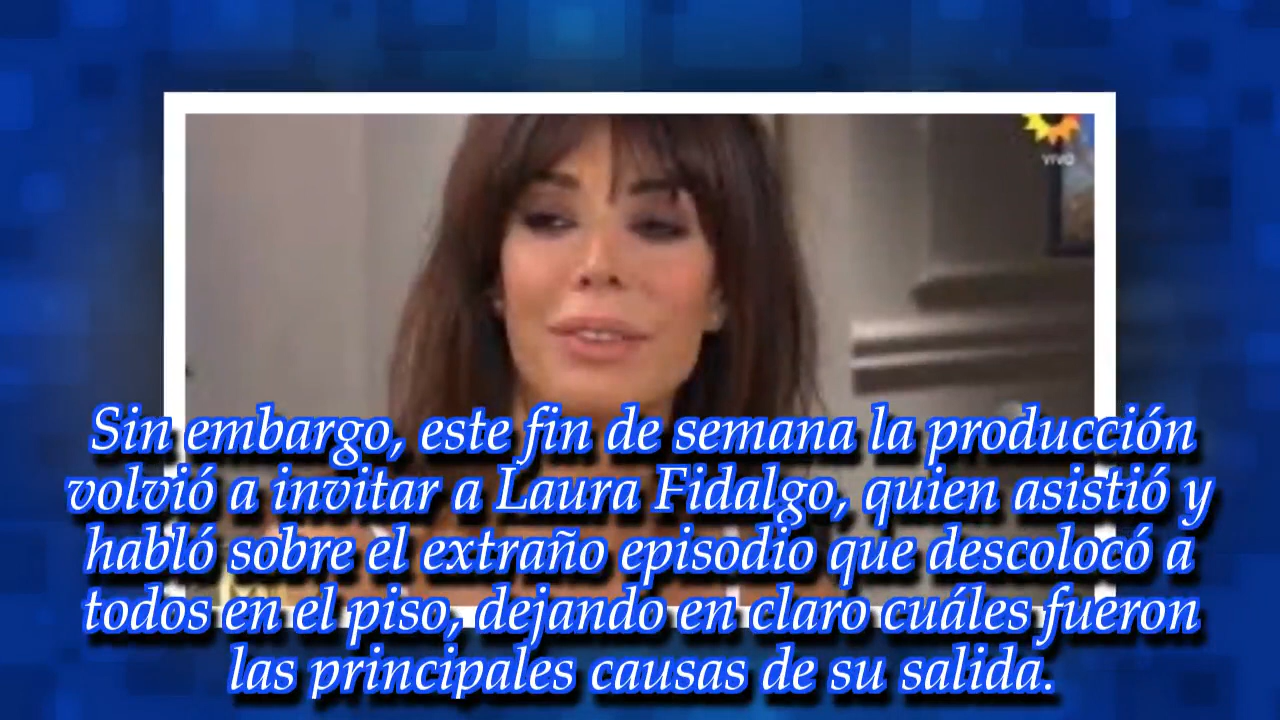 VIVO
Sin embargo, este fin de semana la producción
volvió a invitar a Laura Fidalgo, quien asistió y
habló sobre el extraño episodio que descolocó a
todos en el piso, dejando en claro cuáles fueron
las principales causas de su salida.